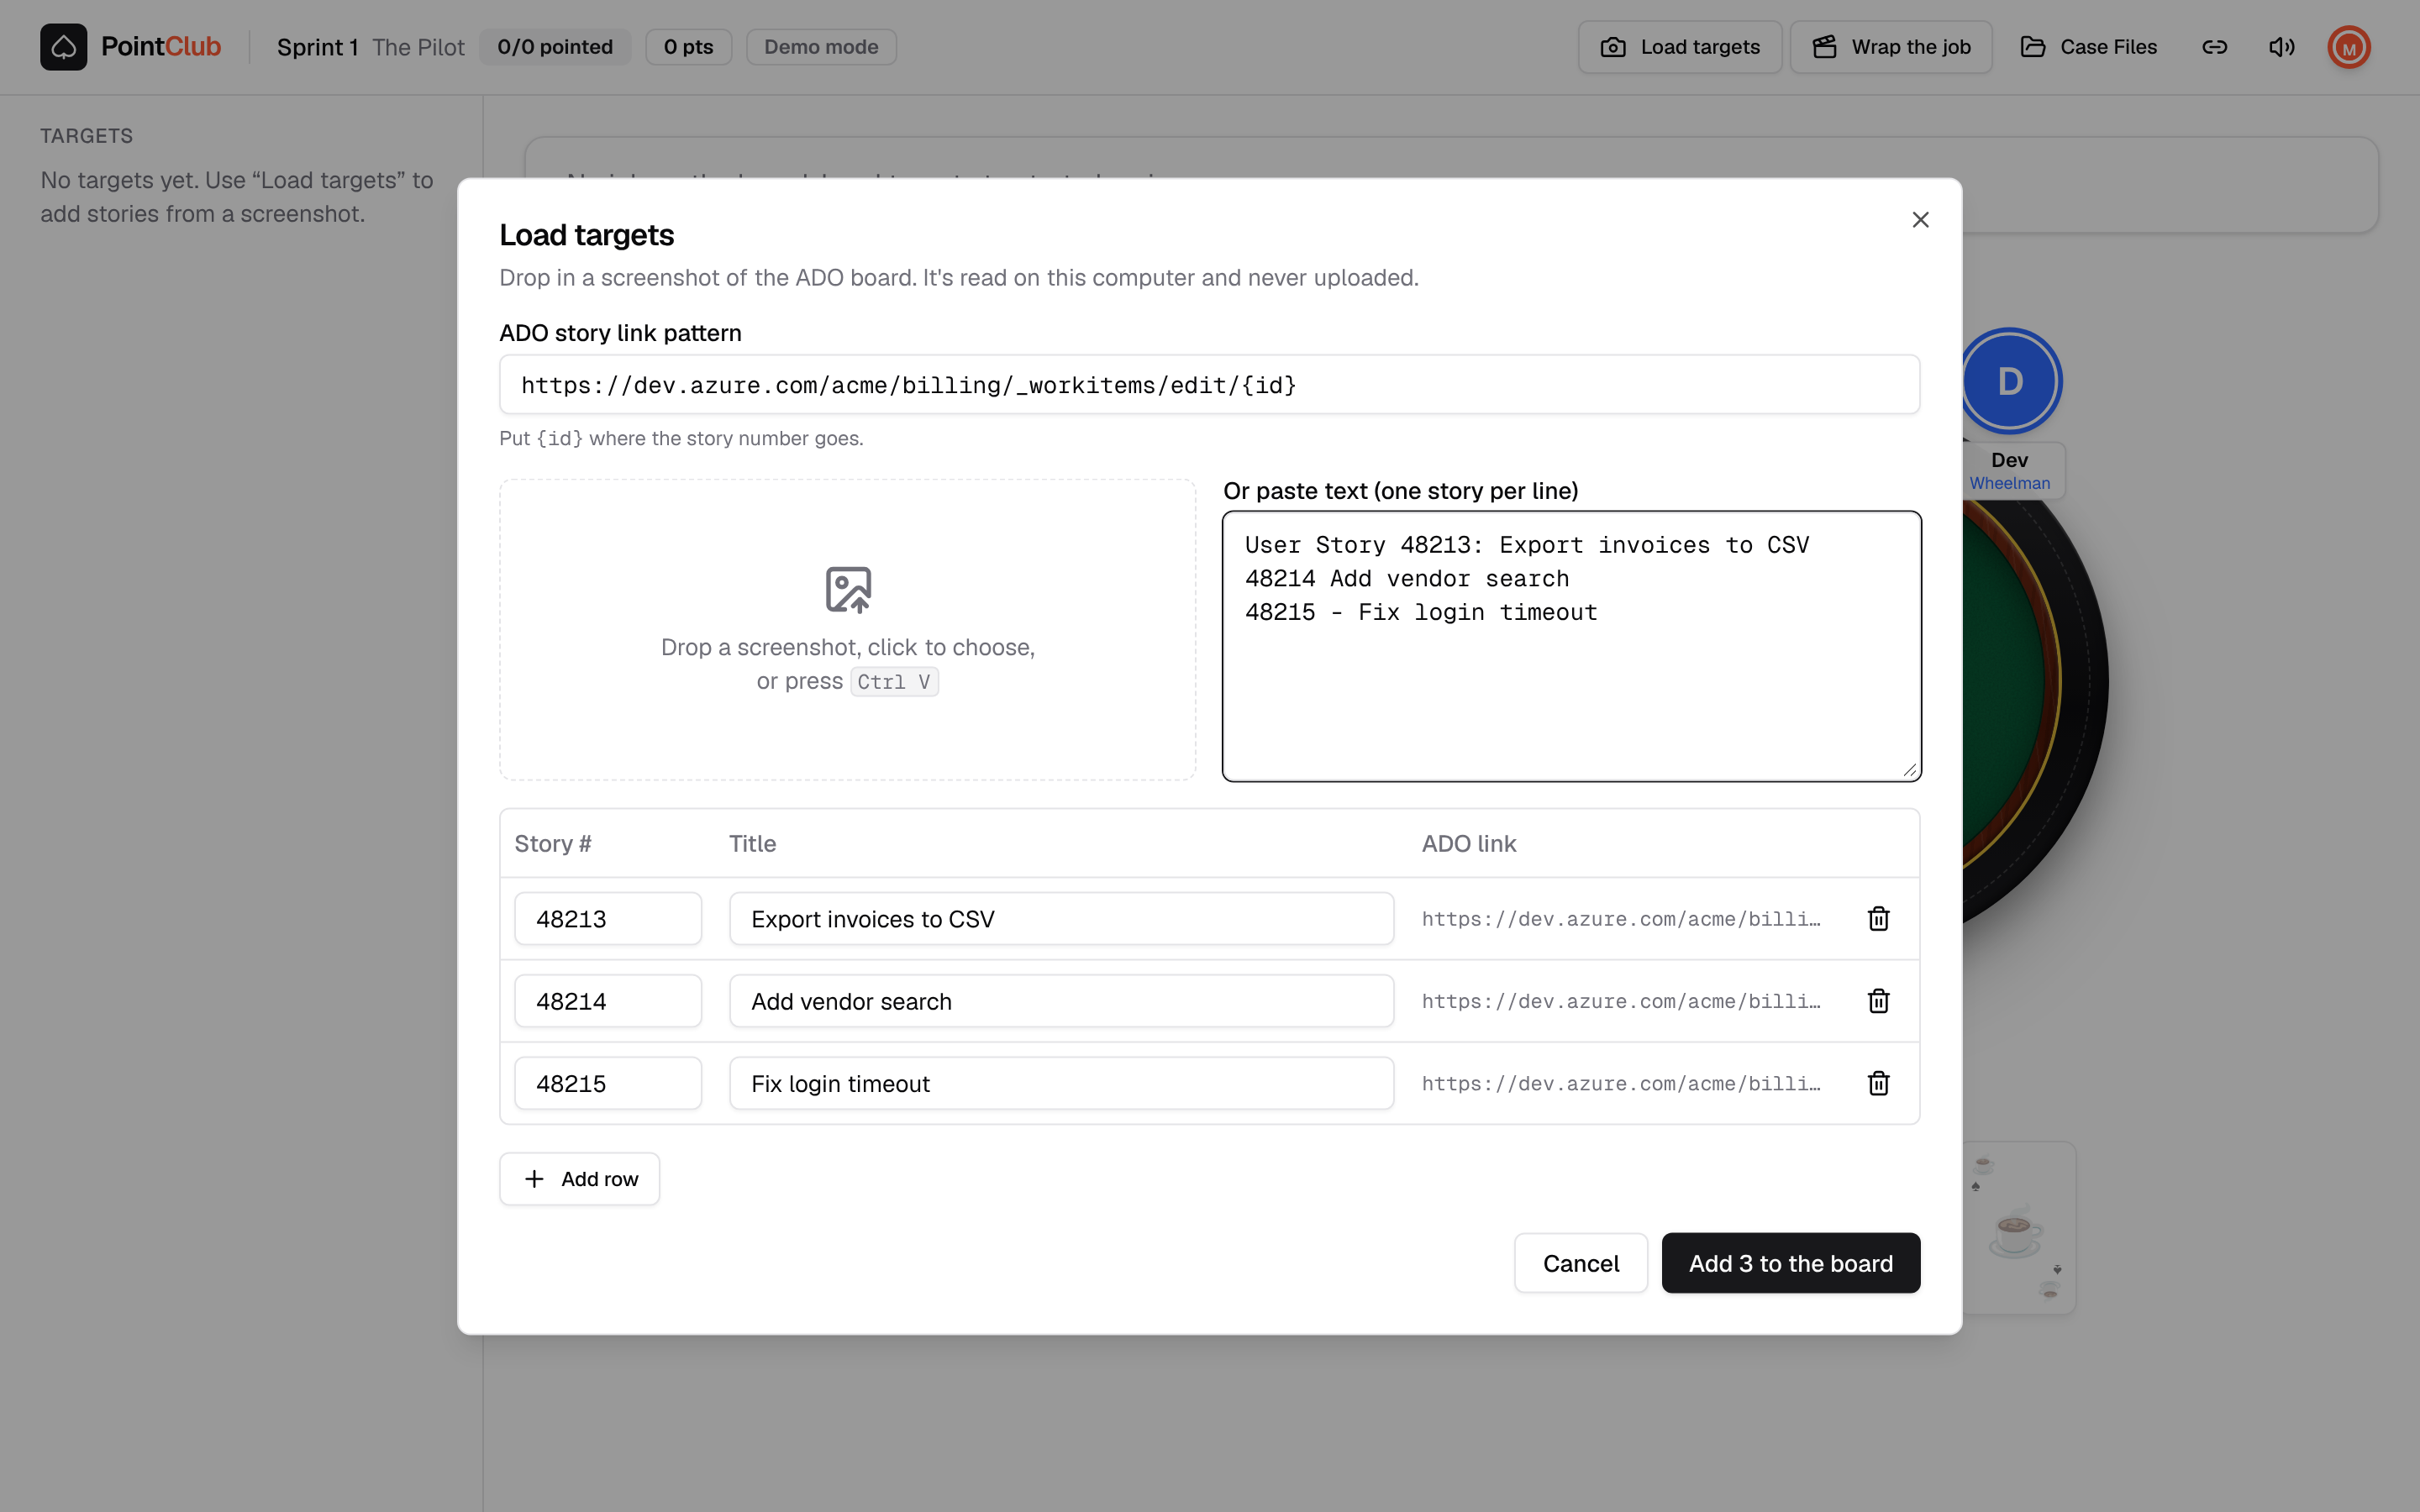 PointClub
Sprint 1 The Pilot
0/0 pointed
0 pts
Demo mode
Load targets
Wrap the job
Case Files
M
TARGETS
No targets yet. Use “Load targets” to
add stories from a screenshot.
Load targets
Drop in a screenshot of the ADO board. It's read on this computer and never uploaded.
ADO story link pattern
https://dev.azure.com/acme/billing/_workitems/edit/{id}
Put {id} where the story number goes.
Drop a screenshot, click to choose,
or press Ctrl V
Or paste text (one story per line)
User Story 48213: Export invoices to CSV
48214 Add vendor search
48215 - Fix login timeout
Story # Title ADO link
48213 Export invoices to CSV https://dev.azure.com/acme/billi…
48214 Add vendor search https://dev.azure.com/acme/billi…
48215 Fix login timeout https://dev.azure.com/acme/billi…
Add row
Cancel
Add 3 to the board
D
Dev
Wheelman